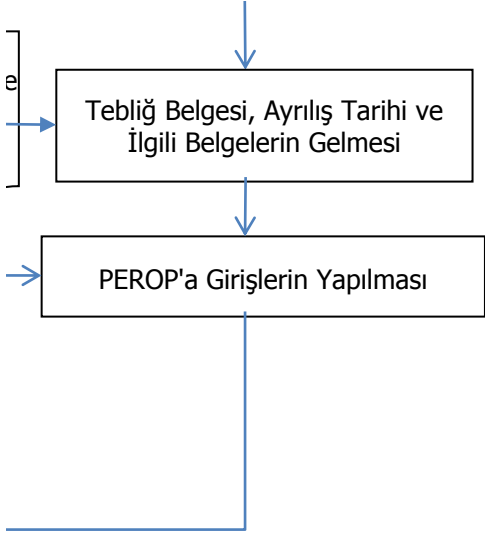 e
Tebliğ Belgesi, Ayrılış Tarihi ve
İlgili Belgelerin Gelmesi
PEROP'a Girişlerin Yapılması